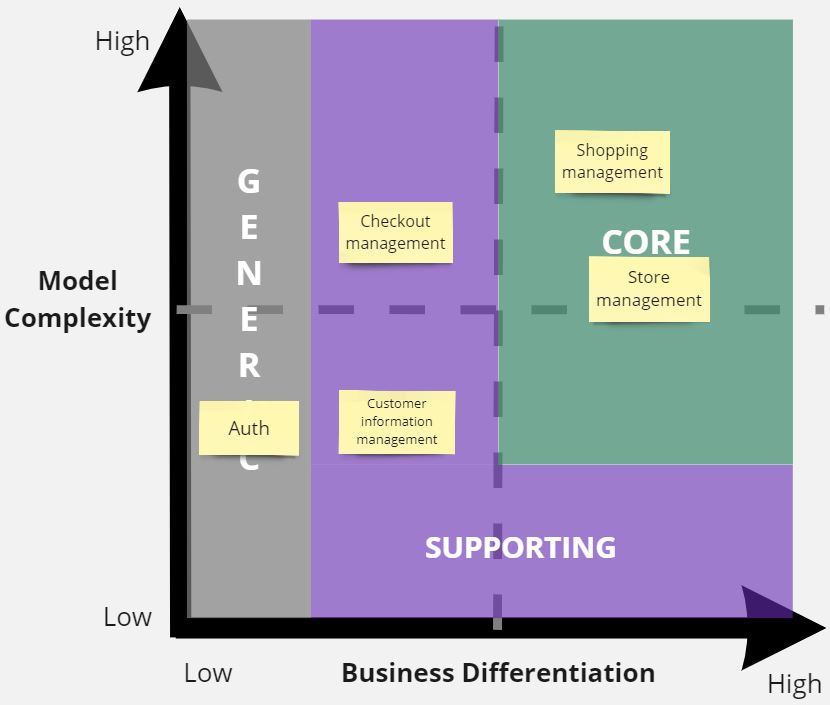 High
Shopping
management
G
E
N
E
R
C
Checkout
management
CORE
Store
management
Model
Complexity
Customer
information
management
Auth
SUPPORTING
Low
Low
Business Differentiation
High